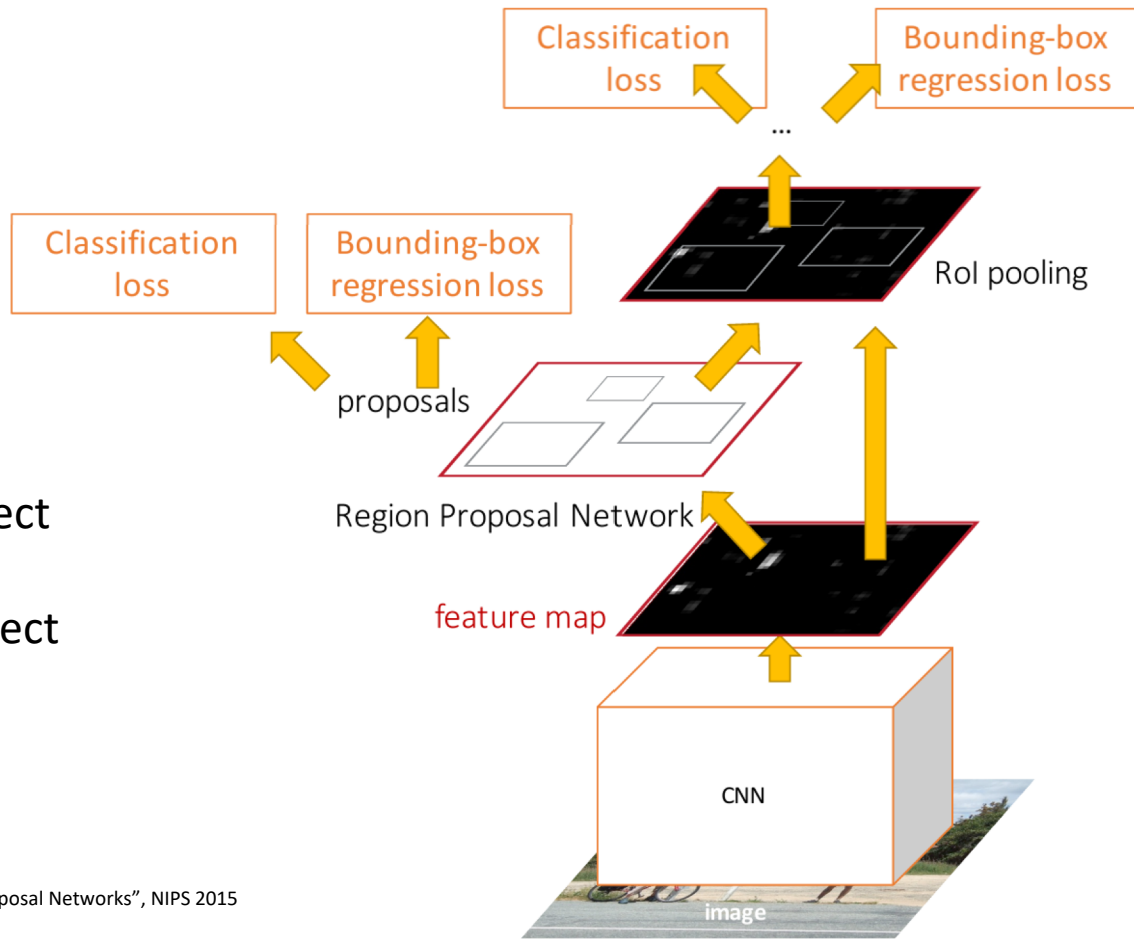 Classification
loss
Bounding-box
regression loss
...
Classification
loss
Bounding-box
regression loss
RoI pooling
proposals
ect
Region Proposal Network
feature map
ect
CNN
posal Networks”, NIPS 2015
image